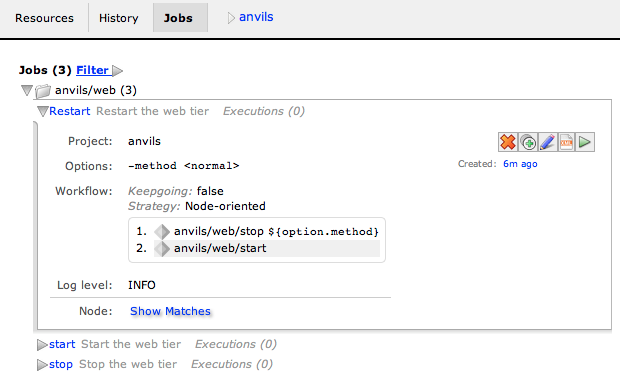 Resources History Jobs anvils
Jobs (3) Filter
anvils/web (3)
Restart Restart the web tier Executions (0)
Project: anvils
Options: -method <normal>
Created: 6m ago
Workflow: Keepgoing: false
Strategy: Node-oriented
1. anvils/web/stop ${option.method}
2. anvils/web/start
Log level: INFO
Node: Show Matches
start Start the web tier Executions (0)
stop Stop the web tier Executions (0)